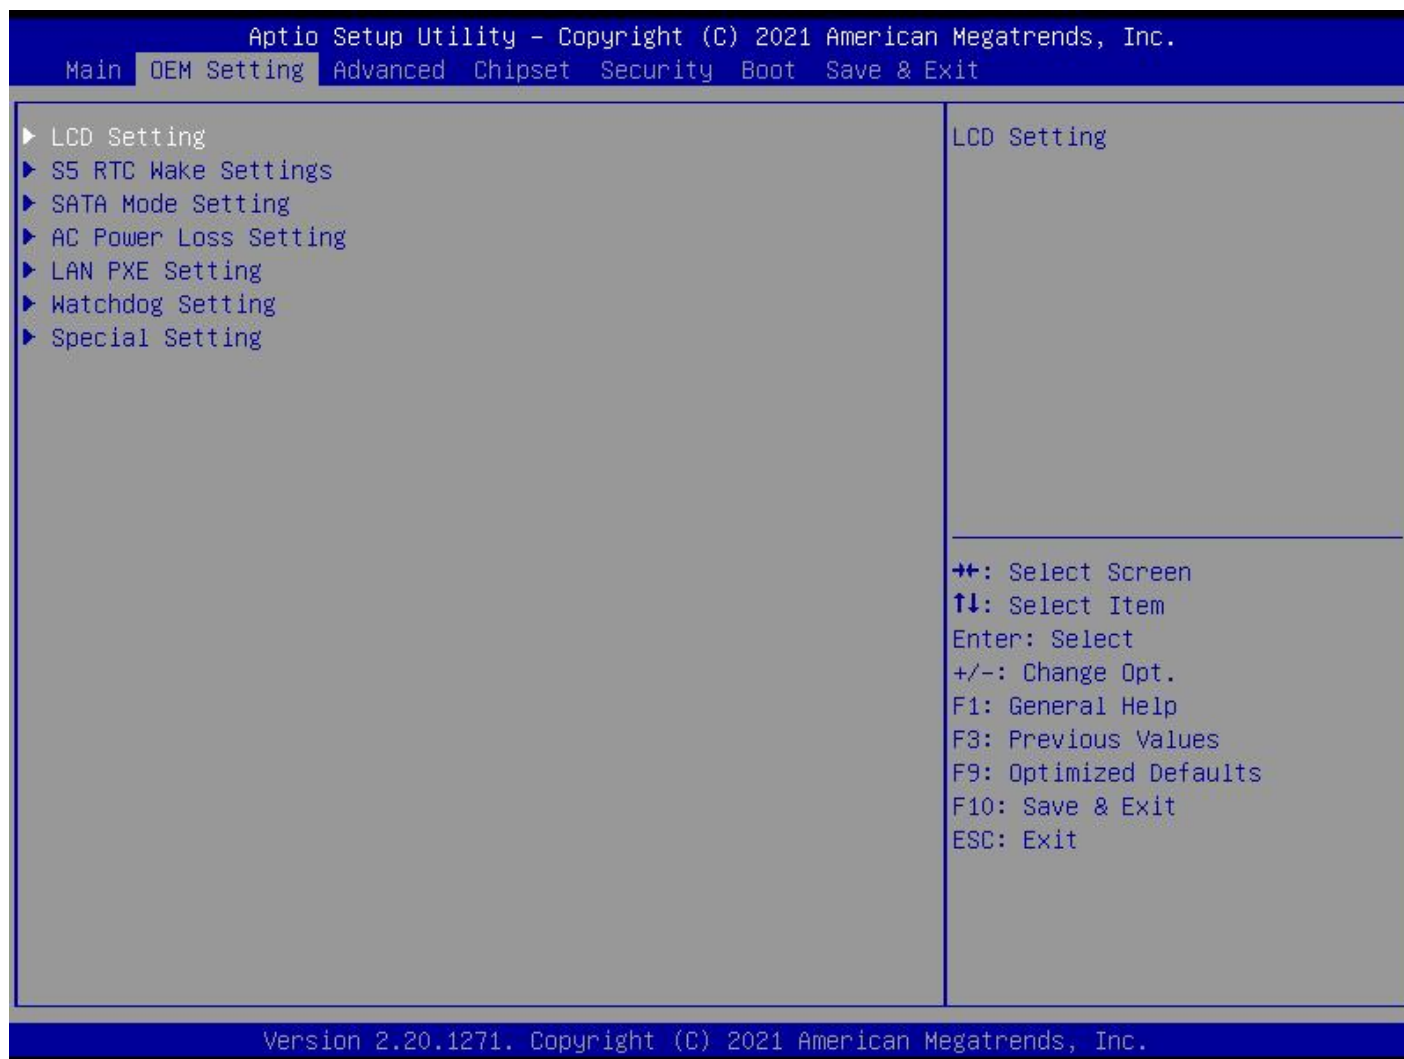 Aptio Setup Utility – Copyright (C) 2021 American Megatrends, Inc.
Main OEM Setting Advanced Chipset Security Boot Save & Exit
▶ LCD Setting
▶ S5 RTC Wake Settings
▶ SATA Mode Setting
▶ AC Power Loss Setting
▶ LAN PXE Setting
▶ Watchdog Setting
▶ Special Setting
LCD Setting
→←: Select Screen
↑↓: Select Item
Enter: Select
+/-: Change Opt.
F1: General Help
F3: Previous Values
F9: Optimized Defaults
F10: Save & Exit
ESC: Exit
Version 2.20.1271. Copyright (C) 2021 American Megatrends, Inc.